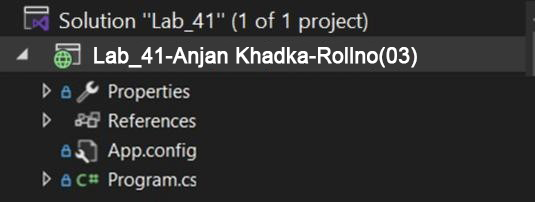 Solution "Lab_41" (1 of 1 project)
Lab_41-Anjan Khadka-Rollno(03)
Properties
References
App.config
C# Program.cs